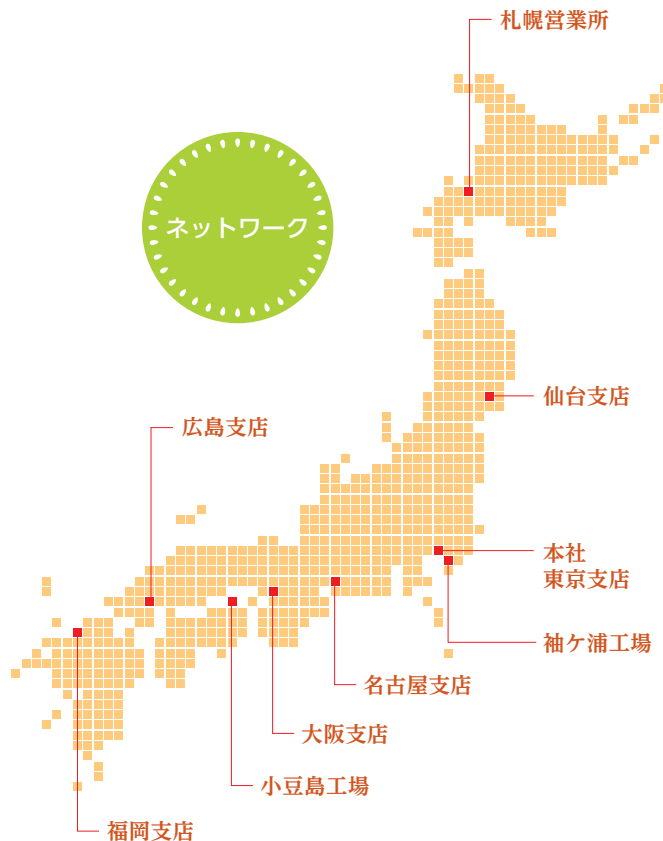 札幌営業所
ネットワーク
仙台支店
広島支店
本社
東京支店
袖ケ浦工場
名古屋支店
大阪支店
小豆島工場
福岡支店